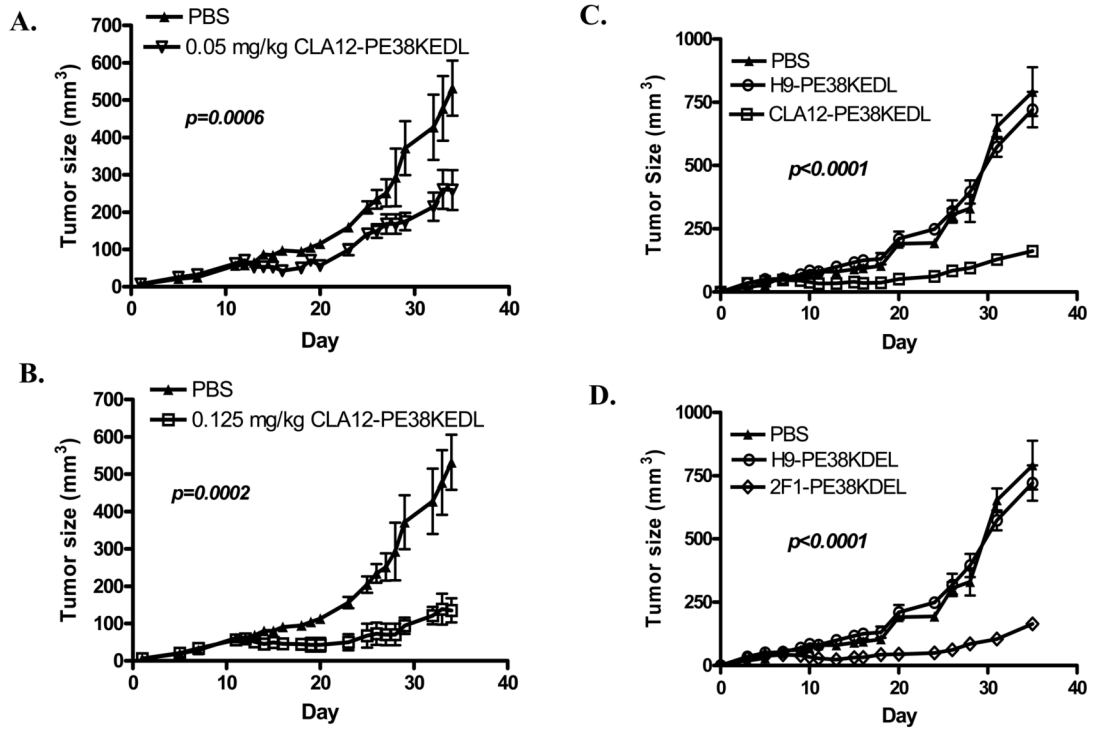 A.
PBS
0.05 mg/kg CLA12-PE38KEDL
p=0.0006
Tumor size (mm3)
700
600
500
400
300
200
100
0
0 10 20 30 40
Day
B.
PBS
0.125 mg/kg CLA12-PE38KEDL
p=0.0002
Tumor size (mm3)
700
600
500
400
300
200
100
0
0 10 20 30 40
Day
C.
PBS
H9-PE38KEDL
CLA12-PE38KEDL
p<0.0001
Tumor Size (mm3)
1000
750
500
250
0
0 10 20 30 40
Day
D.
PBS
H9-PE38KDEL
2F1-PE38KDEL
p<0.0001
Tumor size (mm3)
1000
750
500
250
0
0 10 20 30 40
Day